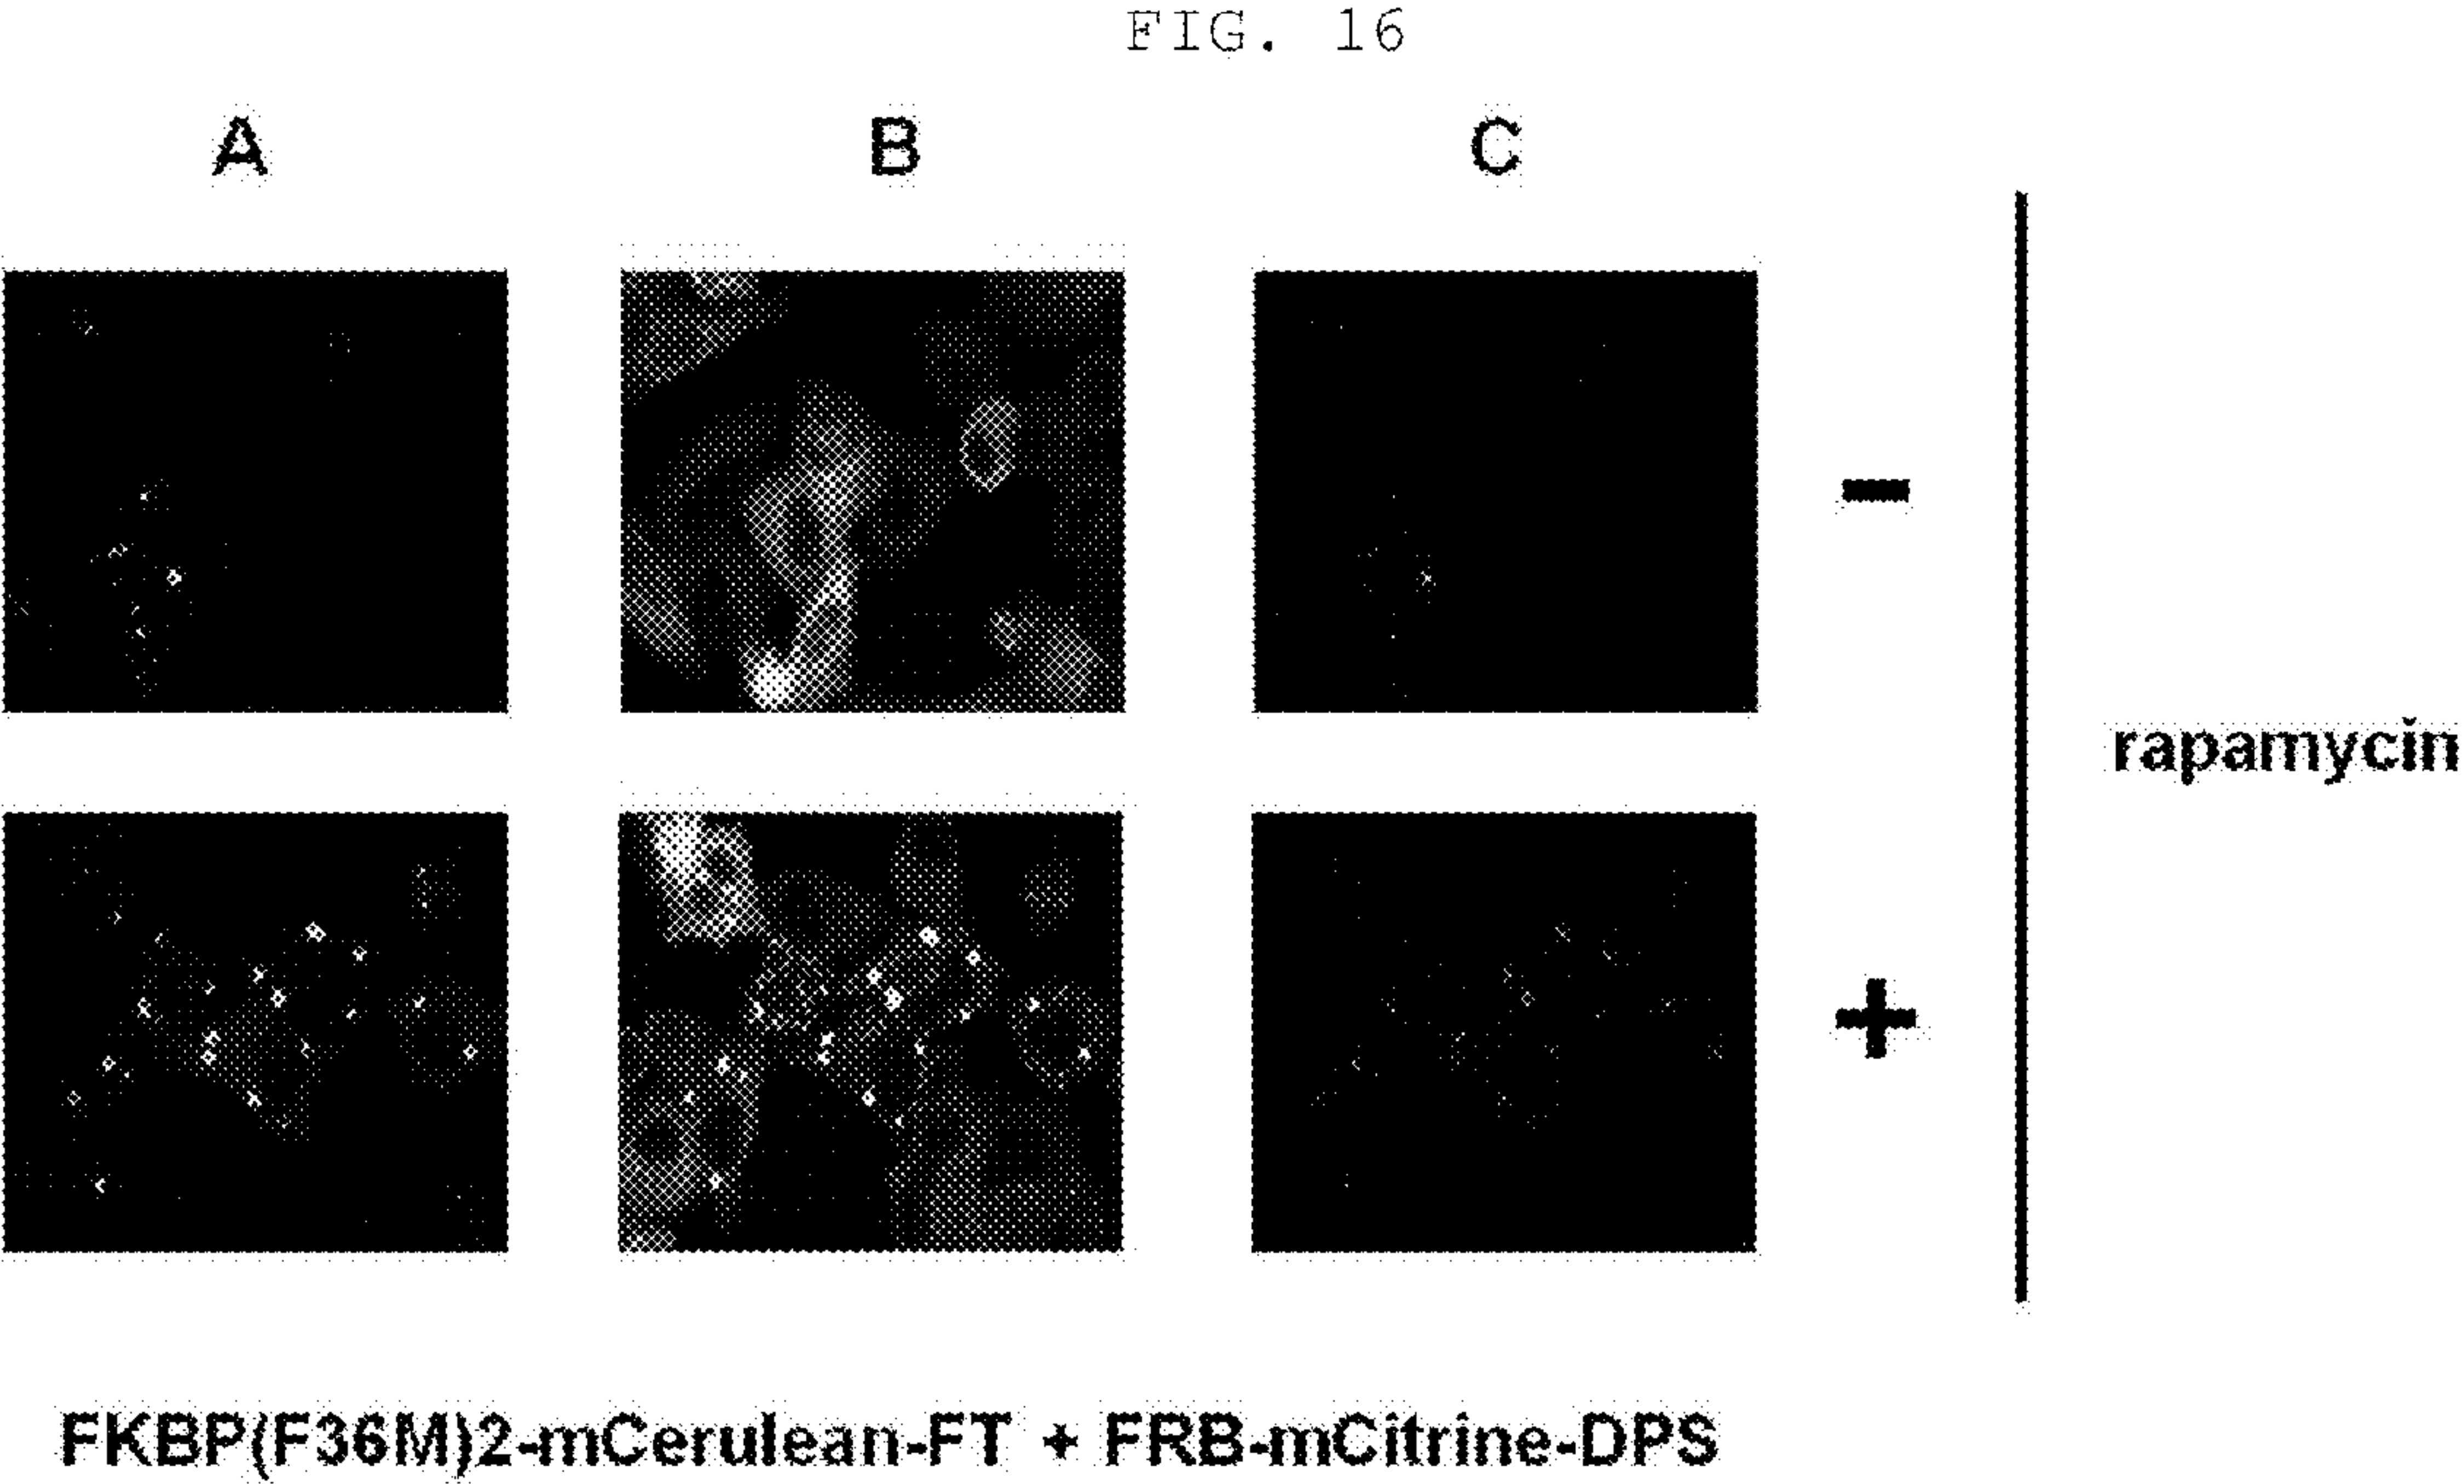 FIG. 16
A B C
−
rapamycin
+
FKBP(F36M)2-mCerulean-FT + FRB-mCitrine-DPS